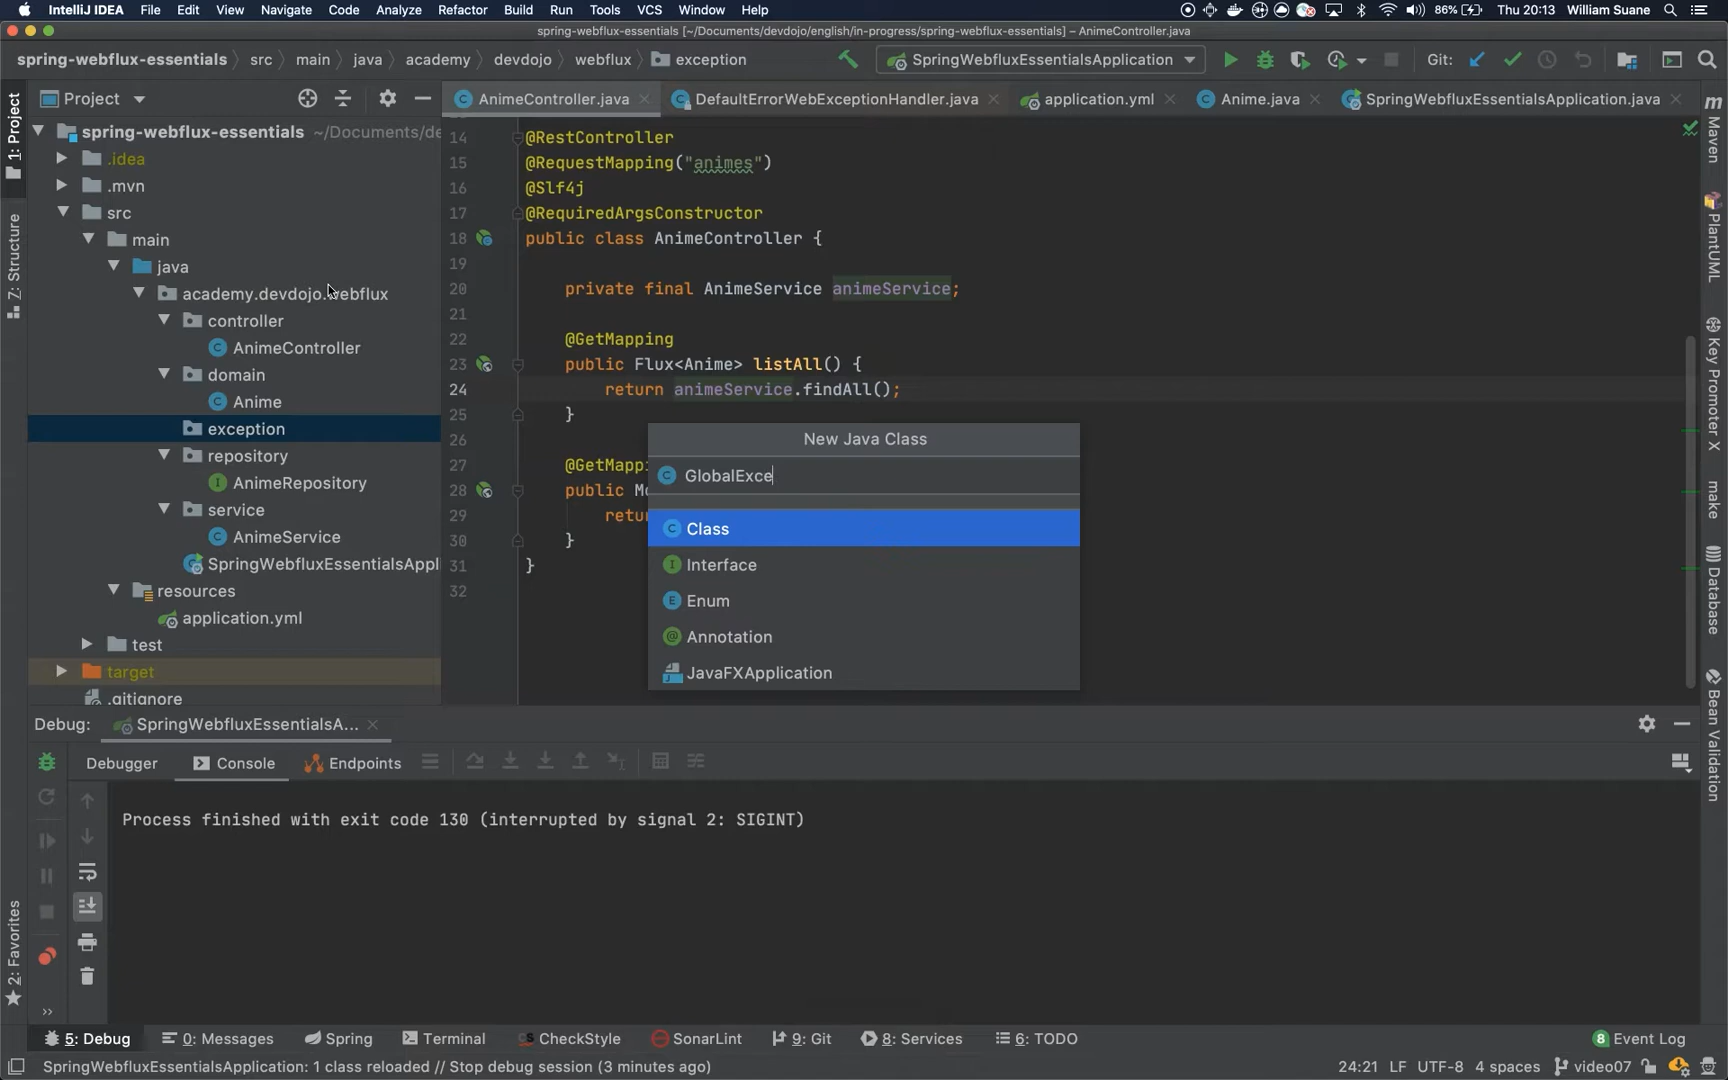 IntelliJ IDEA File Edit View Navigate Code Analyze Refactor Build Run Tools VCS Window Help 86% Thu 20:13 William Suane
spring-webflux-essentials [~/Documents/devdojo/english/in-progress/spring-webflux-essentials] – AnimeController.java
spring-webflux-essentials src main java academy devdojo webflux exception SpringWebfluxEssentialsApplication Git:
Project AnimeController.java DefaultErrorWebExceptionHandler.java application.yml Anime.java SpringWebfluxEssentialsApplication.java
1: Project
Z: Structure
2: Favorites
spring-webflux-essentials ~/Documents/de
.idea
.mvn
src
main
java
academy.devdojo.webflux
controller
AnimeController
domain
Anime
exception
repository
AnimeRepository
service
AnimeService
SpringWebfluxEssentialsAppl
resources
application.yml
test
target
.gitignore
14 @RestController
15 @RequestMapping("animes")
16 @Slf4j
17 @RequiredArgsConstructor
18 public class AnimeController {
19
20 private final AnimeService animeService;
21
22 @GetMapping
23 public Flux<Anime> listAll() {
24 return animeService.findAll();
25 }
26
27 @GetMappi
28 public Mo
29 retur
30 }
31 }
32
New Java Class
GlobalExce
Class
Interface
Enum
Annotation
JavaFXApplication
Maven
PlantUML
Key Promoter X
make
Database
Bean Validation
Debug: SpringWebfluxEssentialsA...
Debugger Console Endpoints
Process finished with exit code 130 (interrupted by signal 2: SIGINT)
5: Debug 0: Messages Spring Terminal CheckStyle SonarLint 9: Git 8: Services 6: TODO 8 Event Log
SpringWebfluxEssentialsApplication: 1 class reloaded // Stop debug session (3 minutes ago) 24:21 LF UTF-8 4 spaces video07